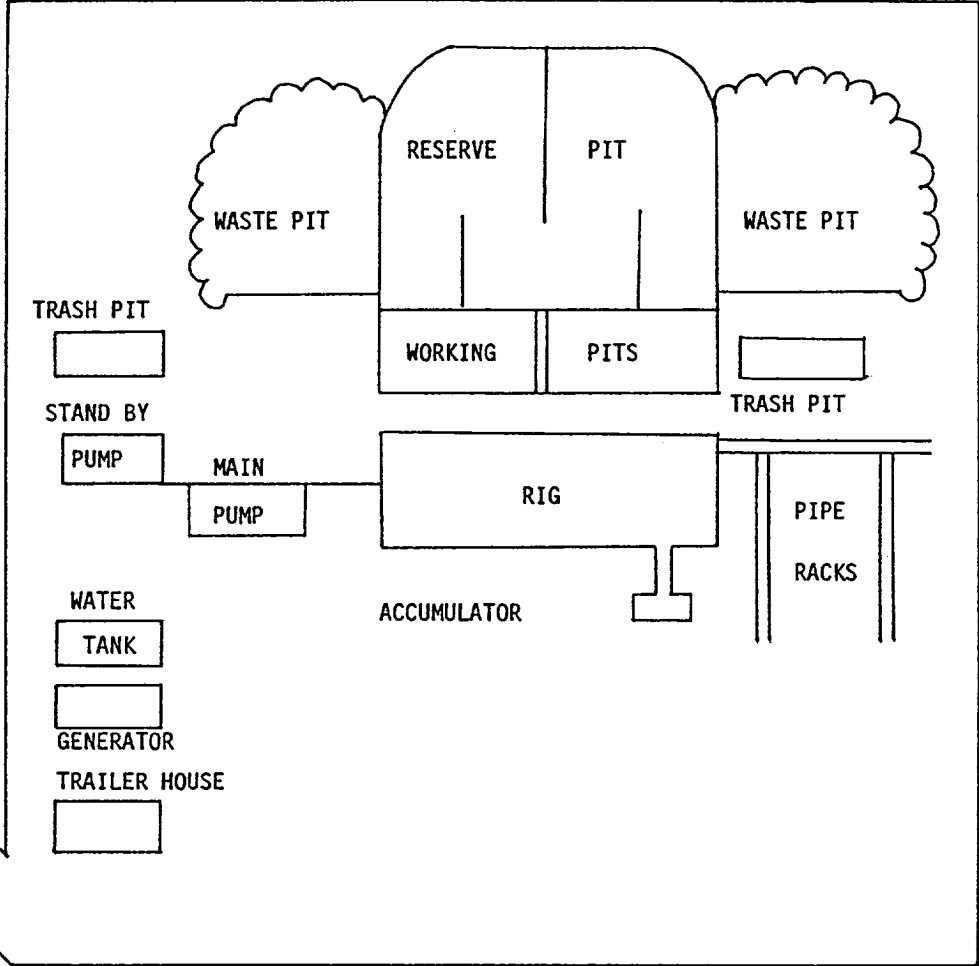 RESERVE PIT
WASTE PIT
WASTE PIT
TRASH PIT
WORKING PITS
TRASH PIT
STAND BY
PUMP
MAIN
PUMP
RIG
PIPE
RACKS
ACCUMULATOR
WATER
TANK
GENERATOR
TRAILER HOUSE